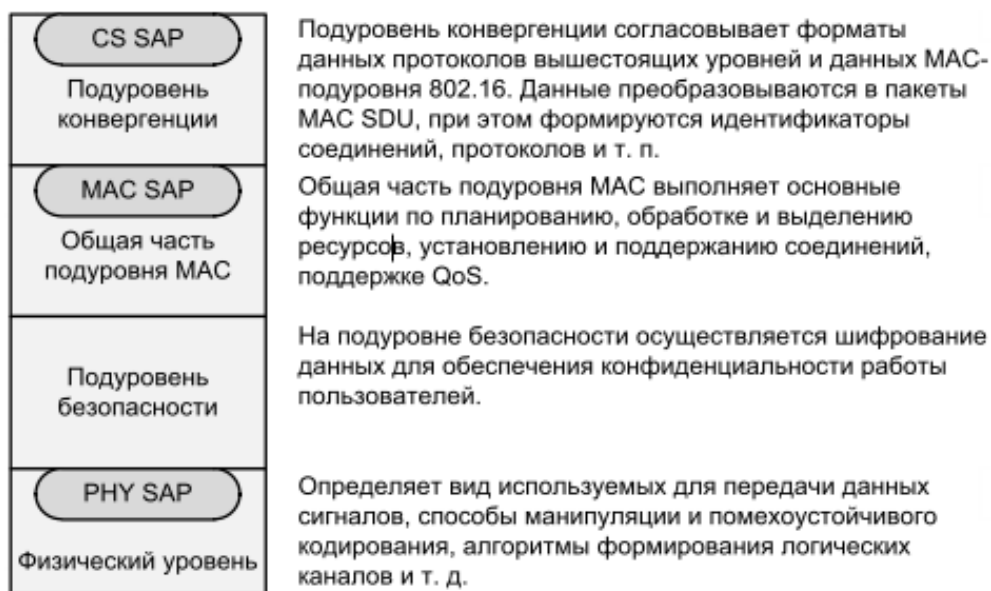 CS SAP
Подуровень
конвергенции
Подуровень конвергенции согласовывает форматы
данных протоколов вышестоящих уровней и данных MAC-
подуровня 802.16. Данные преобразовываются в пакеты
MAC SDU, при этом формируются идентификаторы
соединений, протоколов и т. п.
MAC SAP
Общая часть
подуровня MAC
Общая часть подуровня MAC выполняет основные
функции по планированию, обработке и выделению
ресурсов, установлению и поддержанию соединений,
поддержке QoS.
Подуровень
безопасности
На подуровне безопасности осуществляется шифрование
данных для обеспечения конфиденциальности работы
пользователей.
PHY SAP
Физический уровень
Определяет вид используемых для передачи данных
сигналов, способы манипуляции и помехоустойчивого
кодирования, алгоритмы формирования логических
каналов и т. д.